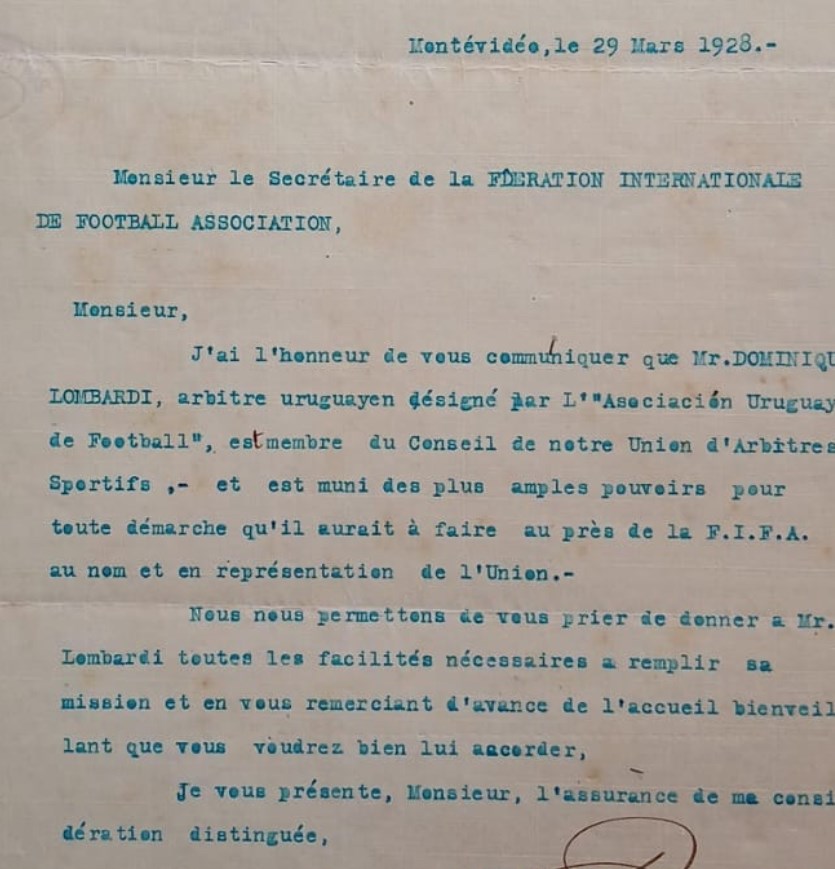 Montévidéo,le 29 Mars 1928.-
Monsieur le Secrétaire de la FÐERATION INTERNATIONALE
DE FOOTBALL ASSOCIATION,
Monsieur,
J'ai l'honneur de vous communiquer que Mr.DOMINIQU
LOMBARDI, arbitre uruguayen désigné par L'"Asociación Uruguay
de Football", est membre du Conseil de notre Union d'Arbitres
Sportifs ,- et est muni des plus amples pouvoirs pour
toute démarche qu'il aurait à faire au près de la F.I.F.A.
au nom et en représentation de l'Union.-
Nous nous permettons de vous prier de donner a Mr.
Lombardi toutes les facilités nécessaires a remplir sa
mission et en vous remerciant d'avance de l'accueil bienveil
lant que vous voudrez bien lui aacorder,
Je vous présente, Monsieur, l'assurance de ma consi
dération distinguée,